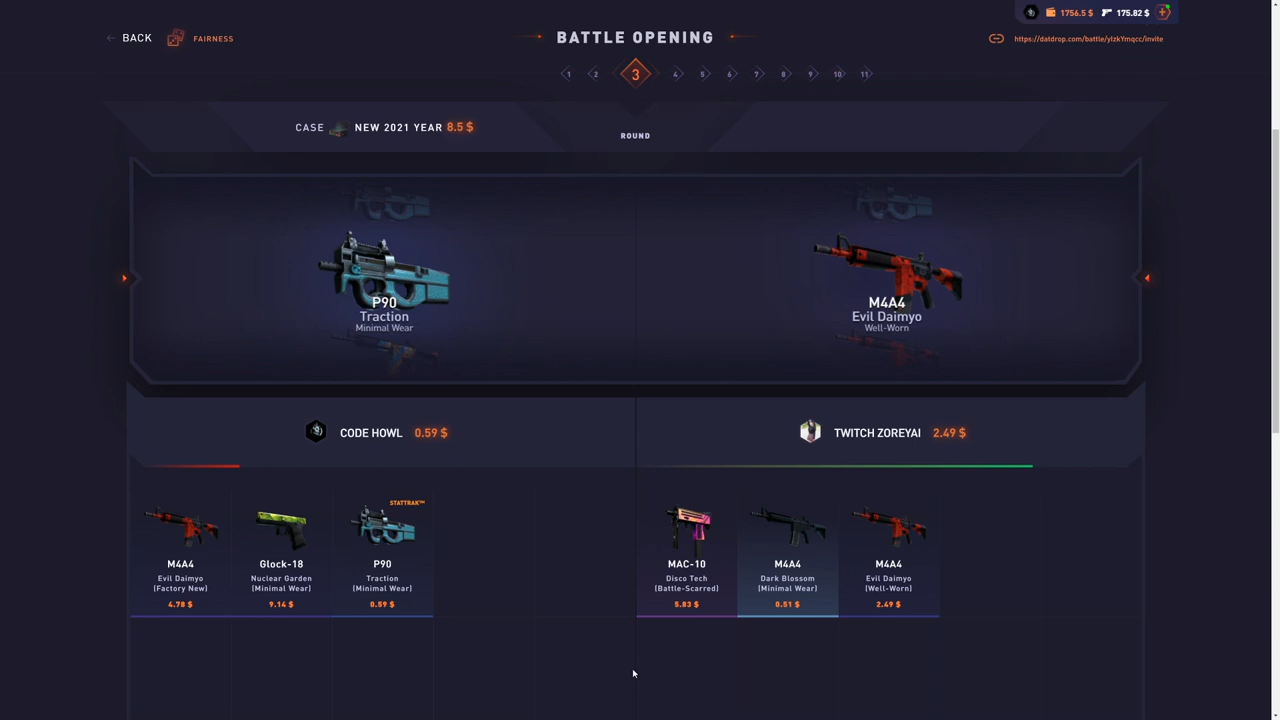 1756.5 $ 175.82 $
BACK FAIRNESS BATTLE OPENING https://datdrop.com/battle/ylzkYmqcc/invite
1 2 3 4 5 6 7 8 9 10 11
CASE NEW 2021 YEAR 8.5 $
ROUND
P90
Traction
Minimal Wear
M4A4
Evil Daimyo
Well-Worn
CODE HOWL 0.59 $
TWITCH ZOREYAI 2.49 $
M4A4
Evil Daimyo
(Factory New)
4.78 $
Glock-18
Nuclear Garden
(Minimal Wear)
9.14 $
STATTRAK™
P90
Traction
(Minimal Wear)
0.59 $
MAC-10
Disco Tech
(Battle-Scarred)
5.83 $
M4A4
Dark Blossom
(Minimal Wear)
0.51 $
M4A4
Evil Daimyo
(Well-Worn)
2.49 $